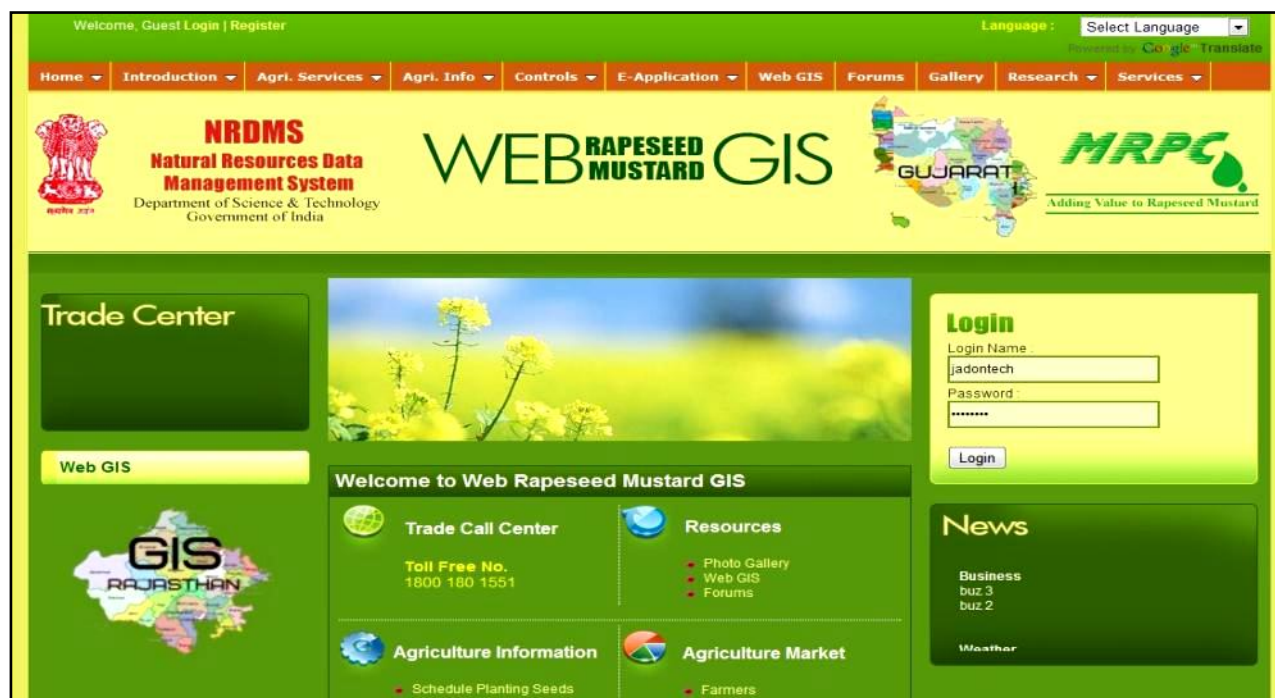 Welcome, Guest Login | Register
Language :
Select Language
Powered by Google Translate
Home Introduction Agri. Services Agri. Info Controls E-Application Web GIS Forums Gallery Research Services
NRDMS
Natural Resources Data
Management System
Department of Science & Technology
Government of India
सत्यमेव जयते
WEB RAPESEED MUSTARD GIS
GUJARAT
MRPC
Adding Value to Rapeseed Mustard
Trade Center
Web GIS
GIS
RAJASTHAN
Welcome to Web Rapeseed Mustard GIS
Trade Call Center
Toll Free No.
1800 180 1551
Resources
Photo Gallery
Web GIS
Forums
Agriculture Information
Schedule Planting Seeds
Agriculture Market
Farmers
Login
Login Name :
jadontech
Password :
••••••••
Login
News
Business
buz 3
buz 2
Weather